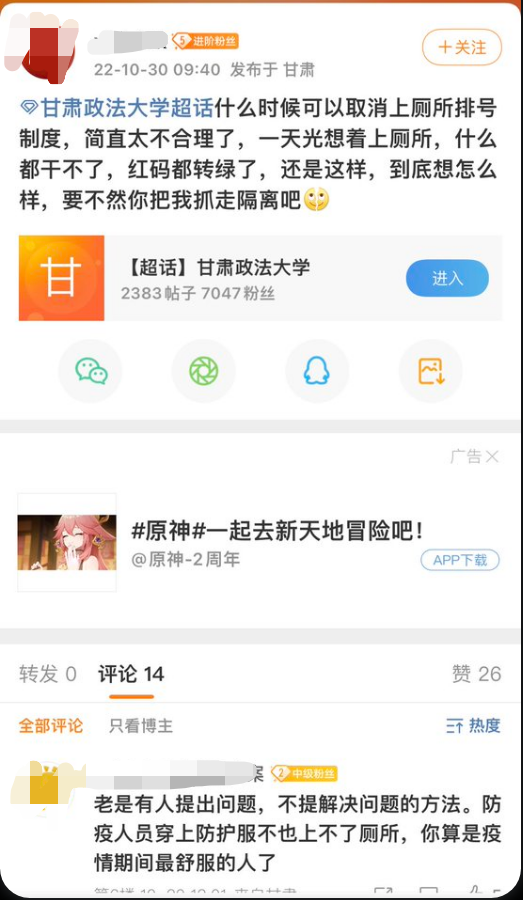 5 进阶粉丝
+关注
22-10-30 09:40 发布于 甘肃
甘肃政法大学超话什么时候可以取消上厕所排号
制度，简直太不合理了，一天光想着上厕所，什么
都干不了，红码都转绿了，还是这样，到底想怎么
样，要不然你把我抓走隔离吧
甘
【超话】甘肃政法大学
2383帖子 7047粉丝
进入
广告
#原神#一起去新天地冒险吧！
@原神-2周年
APP下载
转发 0 评论 14 赞 26
全部评论 只看博主 热度
案 2 中级粉丝
老是有人提出问题，不提解决问题的方法。防
疫人员穿上防护服不也上不了厕所，你算是疫
情期间最舒服的人了